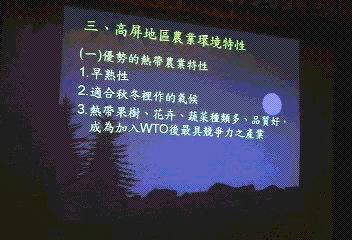 三、高屏地區農業環境特性
(一)優勢的熱帶農業特性
1.早熟性
2.適合秋冬裡作的氣候
3.熱帶果樹、花卉、蔬菜種類多、品質好，
成為加入WTO後最具競爭力之產業